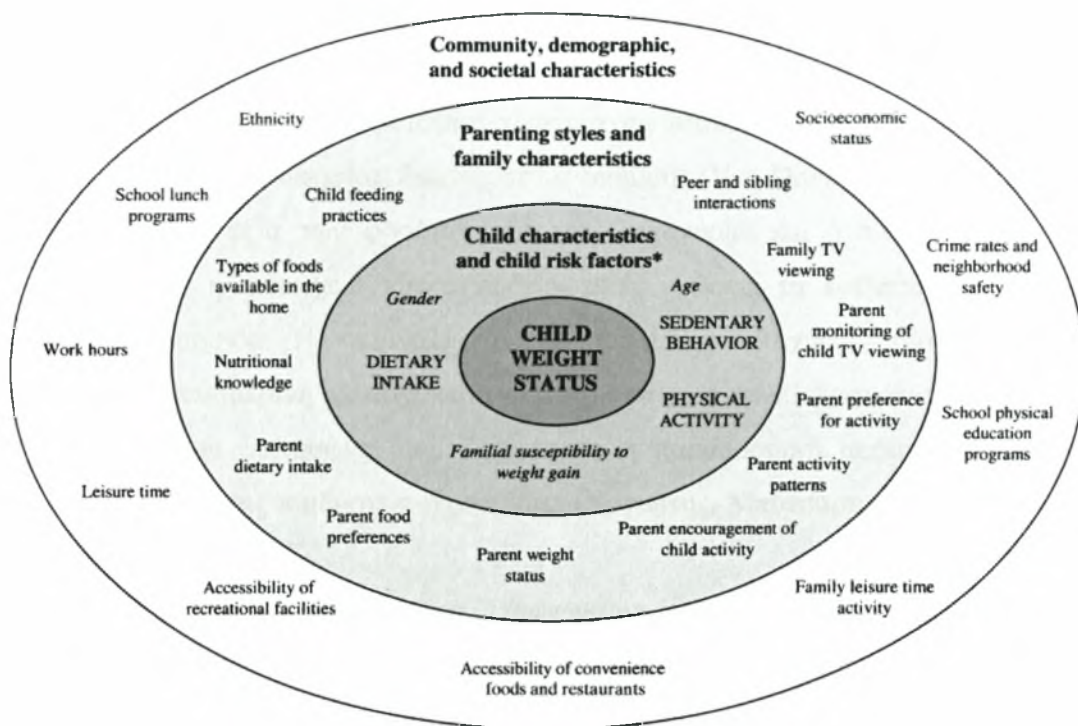 Community, demographic,
and societal characteristics
Ethnicity
Socioeconomic
status
Parenting styles and
family characteristics
School lunch
programs
Child feeding
practices
Peer and sibling
interactions
Child characteristics
and child risk factors*
Family TV
viewing
Crime rates and
neighborhood
safety
Types of foods
available in the
home
Gender
Age
Work hours
Nutritional
knowledge
DIETARY
INTAKE
CHILD
WEIGHT
STATUS
SEDENTARY
BEHAVIOR
Parent
monitoring of
child TV viewing
PHYSICAL
ACTIVITY
Parent preference
for activity
School physical
education
programs
Parent
dietary intake
Familial susceptibility to
weight gain
Parent activity
patterns
Leisure time
Parent food
preferences
Parent weight
status
Parent encouragement of
child activity
Accessibility of
recreational facilities
Family leisure time
activity
Accessibility of convenience
foods and restaurants